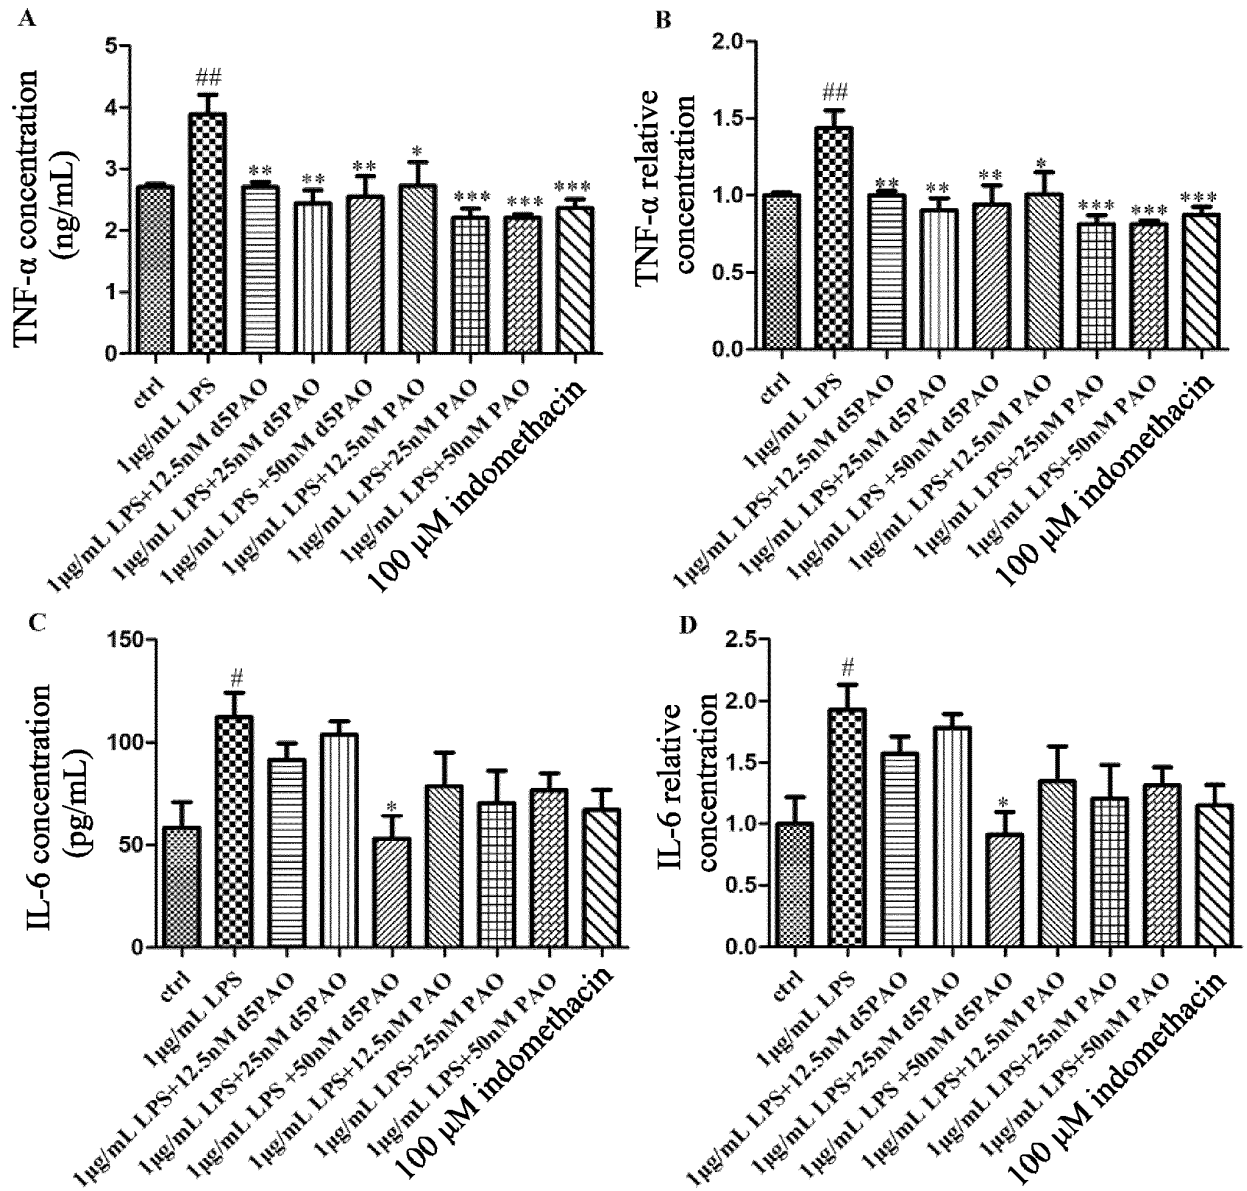 A
TNF-α concentration
(ng/mL)
5
4
3
2
1
0
##
**
**
**
*
***
***
***
ctrl
1μg/mL LPS
1μg/mL LPS+12.5nM d5PAO
1μg/mL LPS+25nM d5PAO
1μg/mL LPS +50nM d5PAO
1μg/mL LPS+12.5nM PAO
1μg/mL LPS+25nM PAO
1μg/mL LPS+50nM PAO
100 μM indomethacin
B
TNF-α relative
concentration
2.0
1.5
1.0
0.5
0.0
##
**
**
**
*
***
***
***
ctrl
1μg/mL LPS
1μg/mL LPS+12.5nM d5PAO
1μg/mL LPS+25nM d5PAO
1μg/mL LPS +50nM d5PAO
1μg/mL LPS+12.5nM PAO
1μg/mL LPS+25nM PAO
1μg/mL LPS+50nM PAO
100 μM indomethacin
C
IL-6 concentration
(pg/mL)
150
100
50
0
#
*
ctrl
1μg/mL LPS
1μg/mL LPS+12.5nM d5PAO
1μg/mL LPS+25nM d5PAO
1μg/mL LPS +50nM d5PAO
1μg/mL LPS+12.5nM PAO
1μg/mL LPS+25nM PAO
1μg/mL LPS+50nM PAO
100 μM indomethacin
D
IL-6 relative
concentration
2.5
2.0
1.5
1.0
0.5
0.0
#
*
ctrl
1μg/mL LPS
1μg/mL LPS+12.5nM d5PAO
1μg/mL LPS+25nM d5PAO
1μg/mL LPS +50nM d5PAO
1μg/mL LPS+12.5nM PAO
1μg/mL LPS+25nM PAO
1μg/mL LPS+50nM PAO
100 μM indomethacin